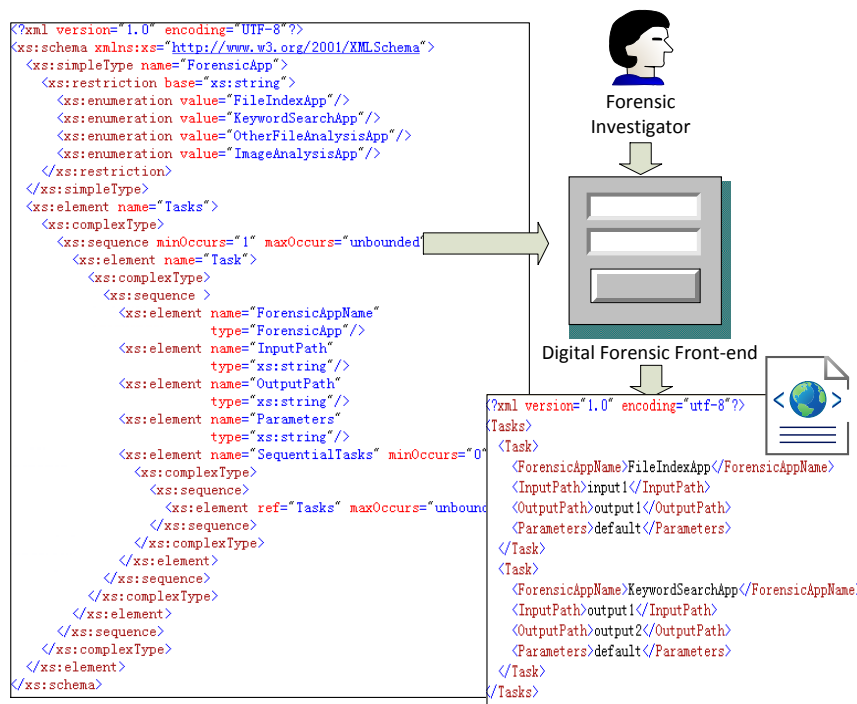 <?xml version="1.0" encoding="UTF-8"?>
<xs:schema xmlns:xs="http://www.w3.org/2001/XMLSchema">
<xs:simpleType name="ForensicApp">
<xs:restriction base="xs:string">
<xs:enumeration value="FileIndexApp"/>
<xs:enumeration value="KeywordSearchApp"/>
<xs:enumeration value="OtherFileAnalysisApp"/>
<xs:enumeration value="ImageAnalysisApp"/>
</xs:restriction>
</xs:simpleType>
<xs:element name="Tasks">
<xs:complexType>
<xs:sequence minOccurs="1" maxOccurs="unbounded"
<xs:element name="Task">
<xs:complexType>
<xs:sequence >
<xs:element name="ForensicAppName"
type="ForensicApp"/>
<xs:element name="InputPath"
type="xs:string"/>
<xs:element name="OutputPath"
type="xs:string"/>
<xs:element name="Parameters"
type="xs:string"/>
<xs:element name="SequentialTasks" minOccurs="0"
<xs:complexType>
<xs:sequence>
<xs:element ref="Tasks" maxOccurs="unboun
</xs:sequence>
</xs:complexType>
</xs:element>
</xs:sequence>
</xs:complexType>
</xs:element>
</xs:sequence>
</xs:complexType>
</xs:element>
</xs:schema>
Forensic
Investigator
Digital Forensic Front-end
<?xml version="1.0" encoding="utf-8"?>
<Tasks>
<Task>
<ForensicAppName>FileIndexApp</ForensicAppName>
<InputPath>input1</InputPath>
<OutputPath>output1</OutputPath>
<Parameters>default</Parameters>
</Task>
<Task>
<ForensicAppName>KeywordSearchApp</ForensicAppName>
<InputPath>output1</InputPath>
<OutputPath>output2</OutputPath>
<Parameters>default</Parameters>
</Task>
</Tasks>